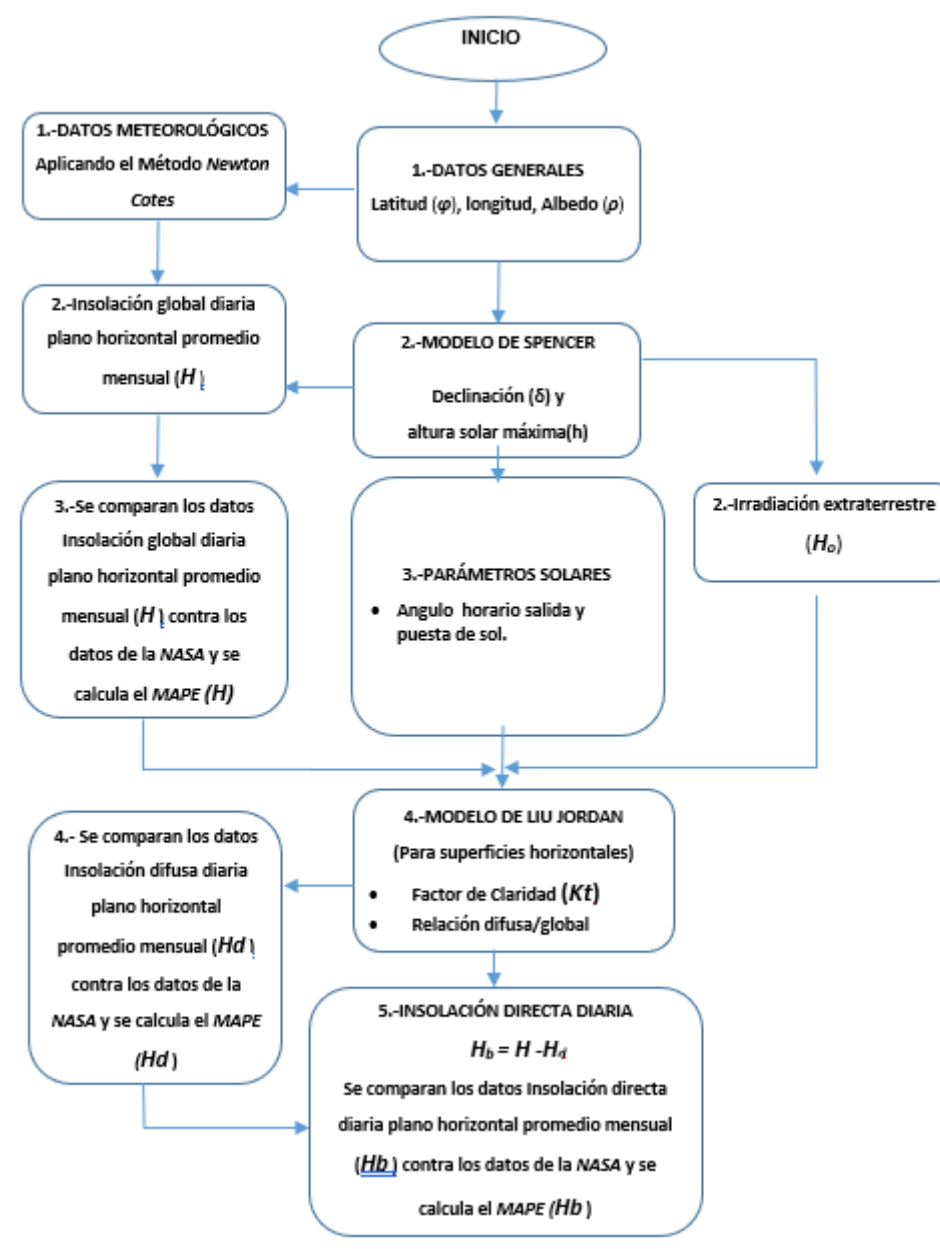 INICIO
1.-DATOS METEOROLÓGICOS
Aplicando el Método Newton
Cotes
1.-DATOS GENERALES
Latitud (φ), longitud, Albedo (ρ)
2.-Insolación global diaria
plano horizontal promedio
mensual (H )
2.-MODELO DE SPENCER
Declinación (δ) y
altura solar máxima(h)
3.-Se comparan los datos
Insolación global diaria
plano horizontal promedio
mensual (H ) contra los
datos de la NASA y se
calcula el MAPE (H)
3.-PARÁMETROS SOLARES
• Angulo horario salida y
puesta de sol.
2.-Irradiación extraterrestre
(Ho)
4.-MODELO DE LIU JORDAN
(Para superficies horizontales)
• Factor de Claridad (Kt)
• Relación difusa/global
4.- Se comparan los datos
Insolación difusa diaria
plano horizontal
promedio mensual (Hd )
contra los datos de la
NASA y se calcula el MAPE
(Hd )
5.-INSOLACIÓN DIRECTA DIARIA
Hb = H -Hd
Se comparan los datos Insolación directa
diaria plano horizontal promedio mensual
(Hb ) contra los datos de la NASA y se
calcula el MAPE (Hb )